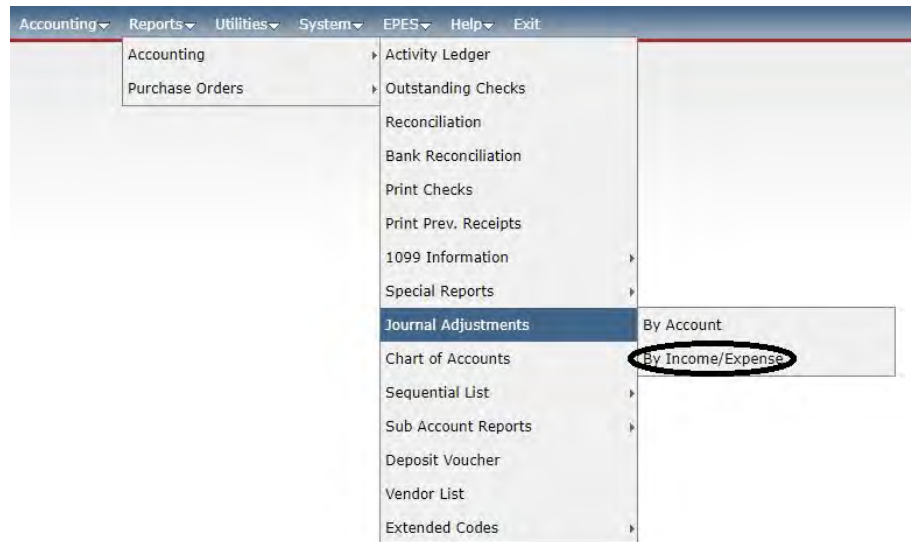 Accounting Reports Utilities System EPES Help Exit
Accounting
Purchase Orders
Activity Ledger
Outstanding Checks
Reconciliation
Bank Reconciliation
Print Checks
Print Prev. Receipts
1099 Information
Special Reports
Journal Adjustments
Chart of Accounts
Sequential List
Sub Account Reports
Deposit Voucher
Vendor List
Extended Codes
By Account
By Income/Expense